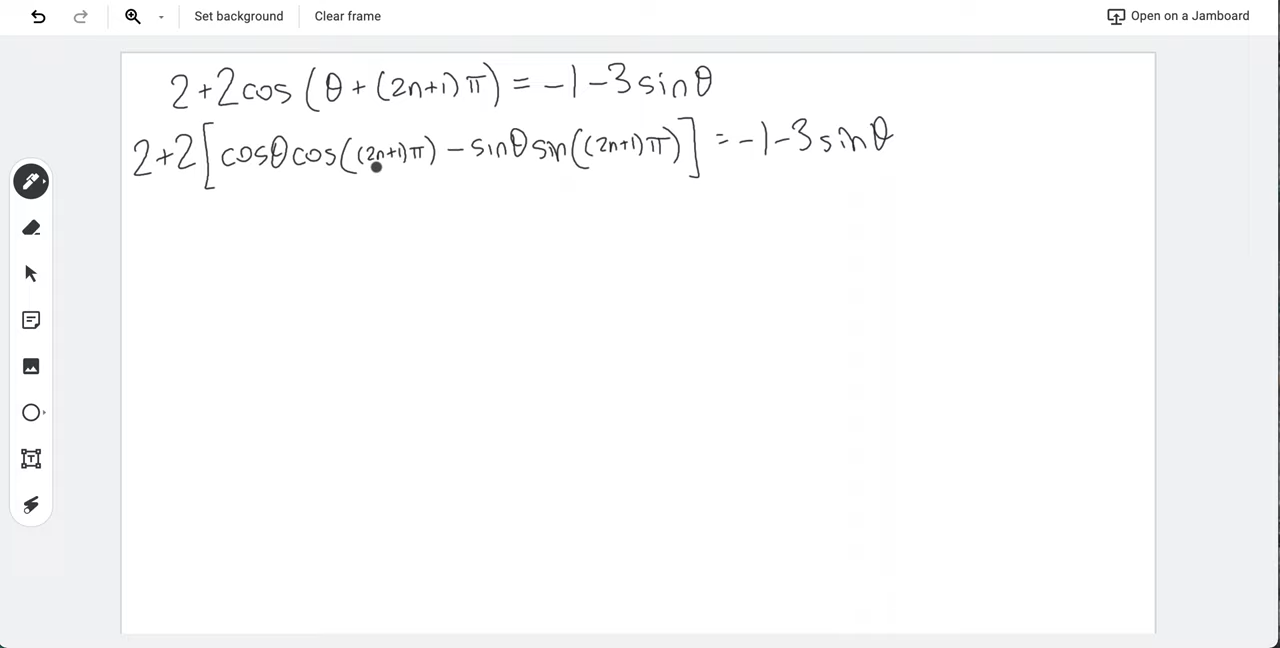 Set background
Clear frame
Open on a Jamboard
2+2cos(θ+(2n+1)π)=-1-3sinθ
2+2[cosθcos((2n+1)π)-sinθsin((2n+1)π)]=-1-3sinθ